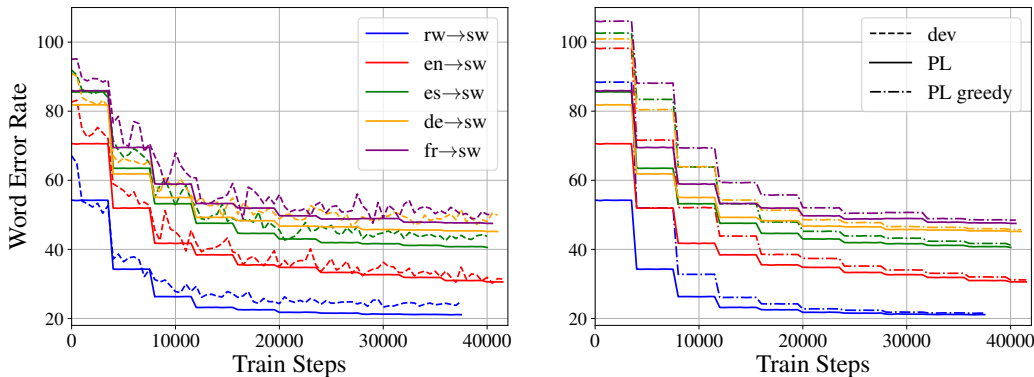 Word Error Rate
100
80
60
40
20
0
10000
20000
30000
40000
Train Steps
rw→sw
en→sw
es→sw
de→sw
fr→sw
100
80
60
40
20
0
10000
20000
30000
40000
Train Steps
dev
PL
PL greedy